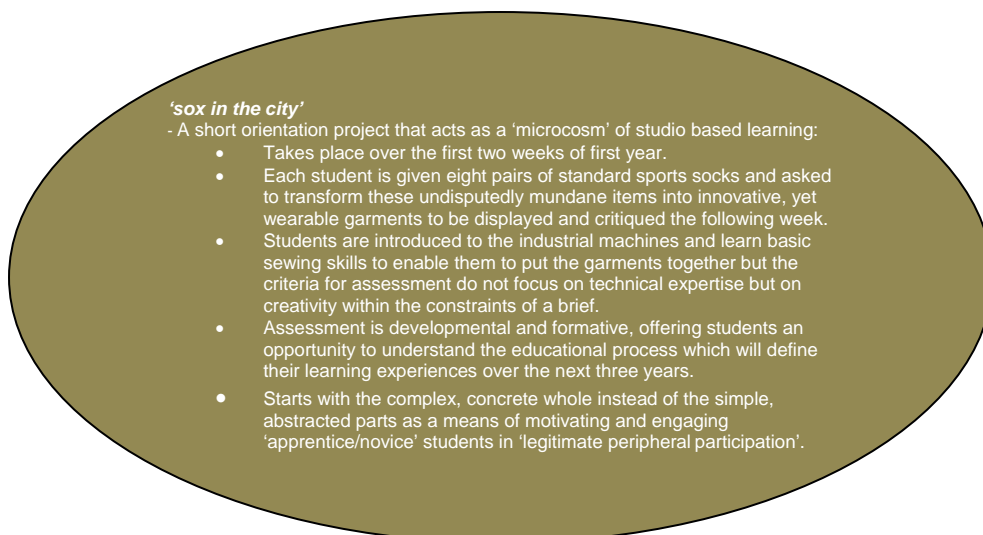 ‘sox in the city’
- A short orientation project that acts as a ‘microcosm’ of studio based learning:
• Takes place over the first two weeks of first year.
• Each student is given eight pairs of standard sports socks and asked
to transform these undisputedly mundane items into innovative, yet
wearable garments to be displayed and critiqued the following week.
• Students are introduced to the industrial machines and learn basic
sewing skills to enable them to put the garments together but the
criteria for assessment do not focus on technical expertise but on
creativity within the constraints of a brief.
• Assessment is developmental and formative, offering students an
opportunity to understand the educational process which will define
their learning experiences over the next three years.
• Starts with the complex, concrete whole instead of the simple,
abstracted parts as a means of motivating and engaging
‘apprentice/novice’ students in ‘legitimate peripheral participation’.